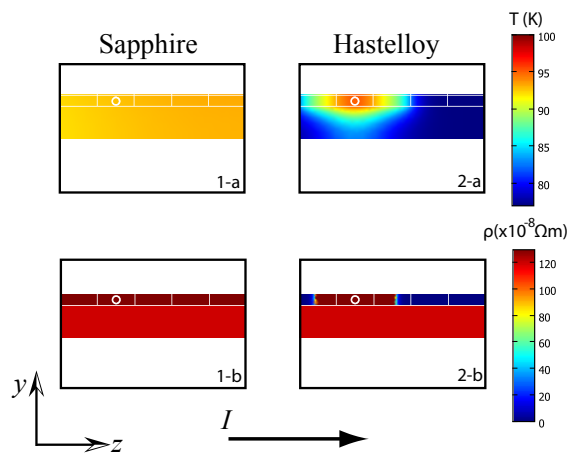 Sapphire
Hastelloy
T (K)
100
95
90
85
80
1-a
2-a
ρ(x10⁻⁸Ωm)
120
100
80
60
40
20
0
1-b
2-b
y
z
I